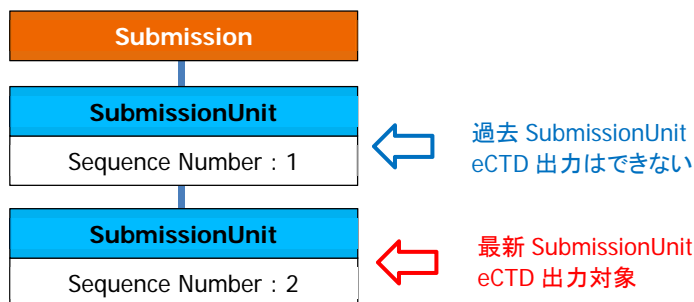 Submission
SubmissionUnit
Sequence Number : 1
過去 SubmissionUnit
eCTD 出力はできない
SubmissionUnit
Sequence Number : 2
最新 SubmissionUnit
eCTD 出力対象